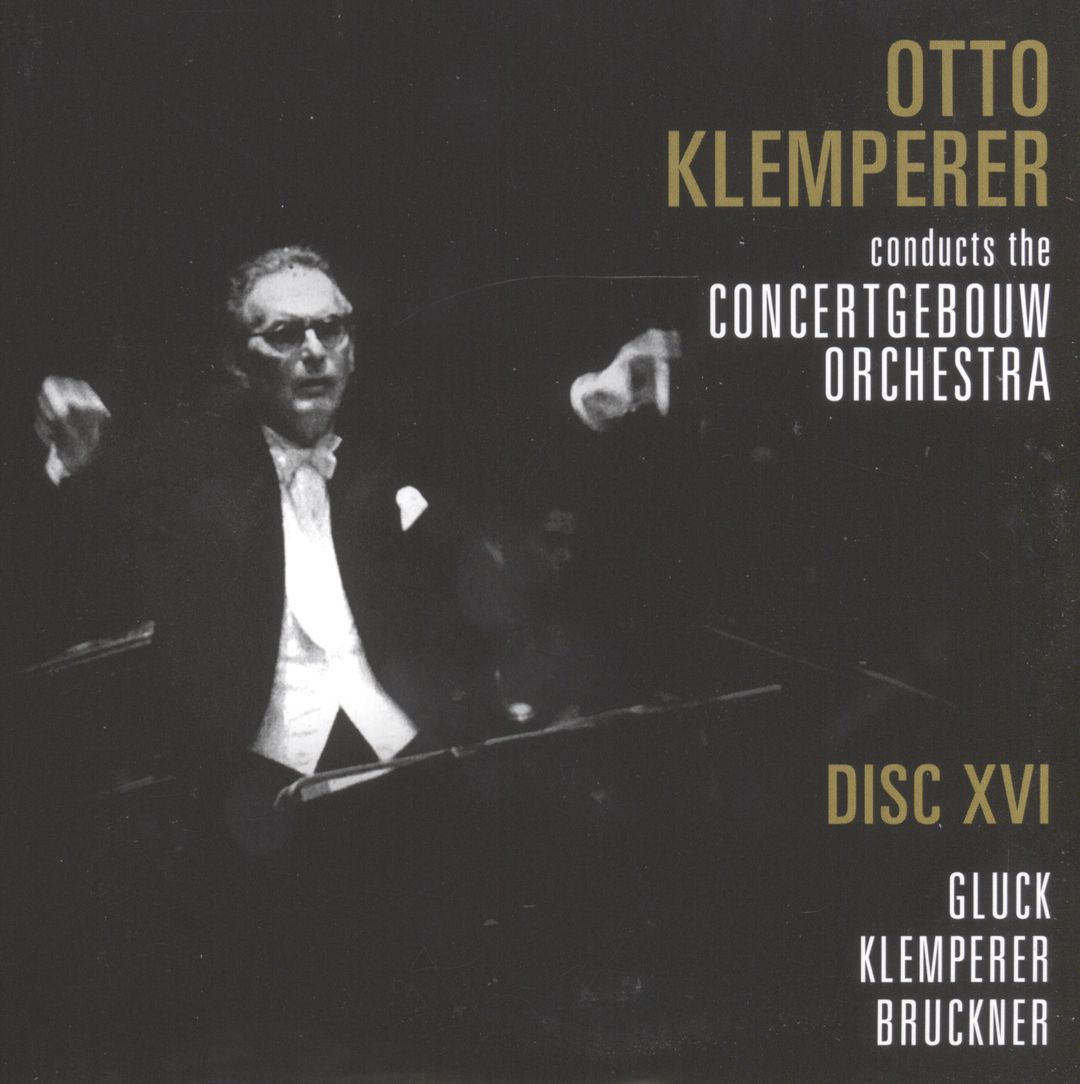 OTTO
KLEMPERER
conducts the
CONCERTGEBOUW
ORCHESTRA
DISC XVI
GLUCK
KLEMPERER
BRUCKNER